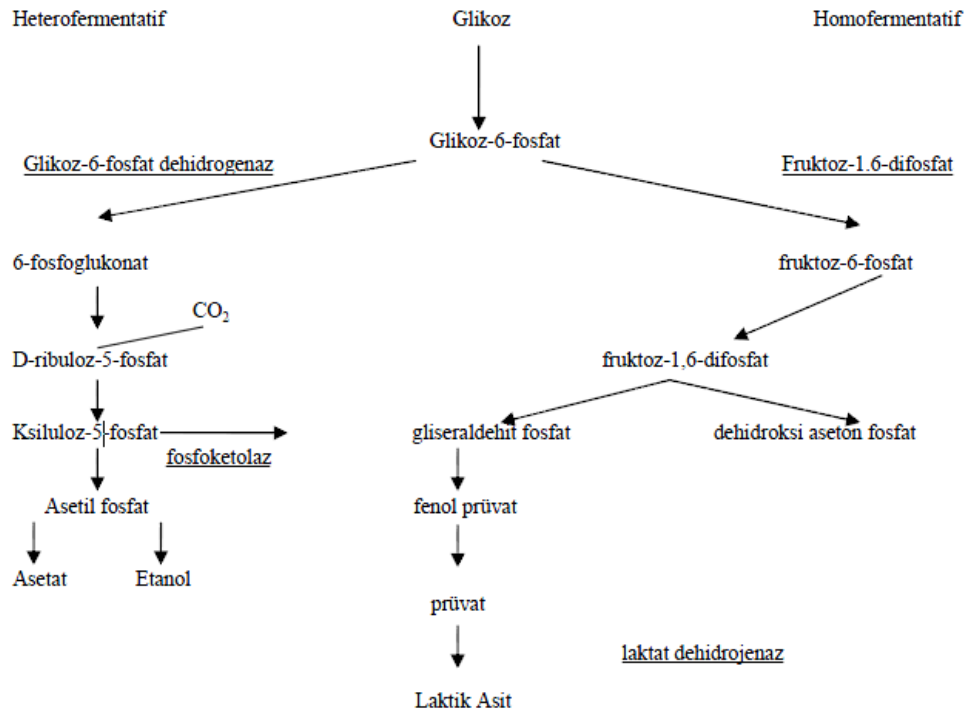 Heterofermentatif
Glikoz
Homofermentatif
Glikoz-6-fosfat
Glikoz-6-fosfat dehidrogenaz
Fruktoz-1.6-difosfat
6-fosfoglukonat
fruktoz-6-fosfat
CO₂
D-ribuloz-5-fosfat
fruktoz-1,6-difosfat
Ksiluloz-5-fosfat
gliseraldehit fosfat
dehidroksi aseton fosfat
fosfoketolaz
Asetil fosfat
fenol prüvat
Asetat
Etanol
prüvat
laktat dehidrojenaz
Laktik Asit